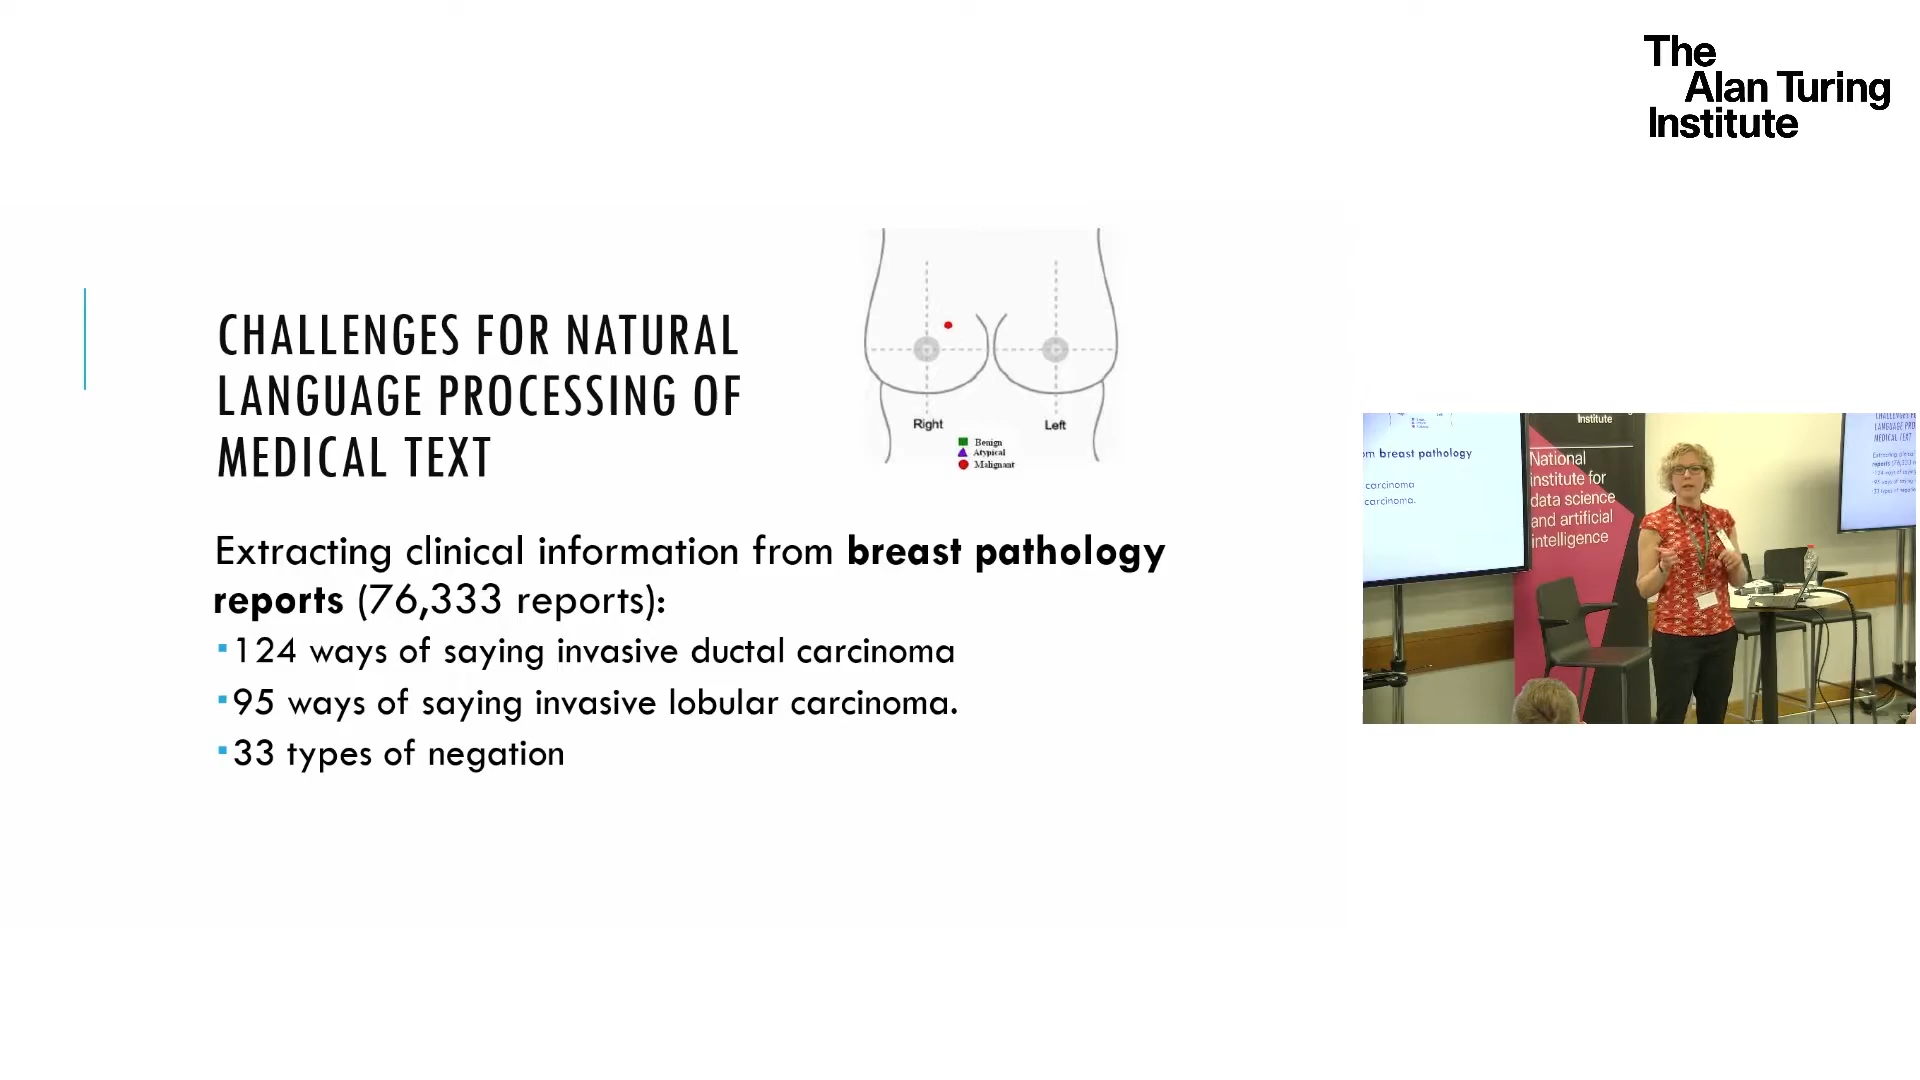 The
Alan Turing
Institute
CHALLENGES FOR NATURAL
LANGUAGE PROCESSING OF
MEDICAL TEXT
Right
Left
Benign
Atypical
Malignant
Extracting clinical information from breast pathology
reports (76,333 reports):
▪124 ways of saying invasive ductal carcinoma
▪95 ways of saying invasive lobular carcinoma.
▪33 types of negation
breast pathology
carcinoma
carcinoma.
Institute
National
institute for
data science
and artificial
intelligence
MEDICAL TEXT